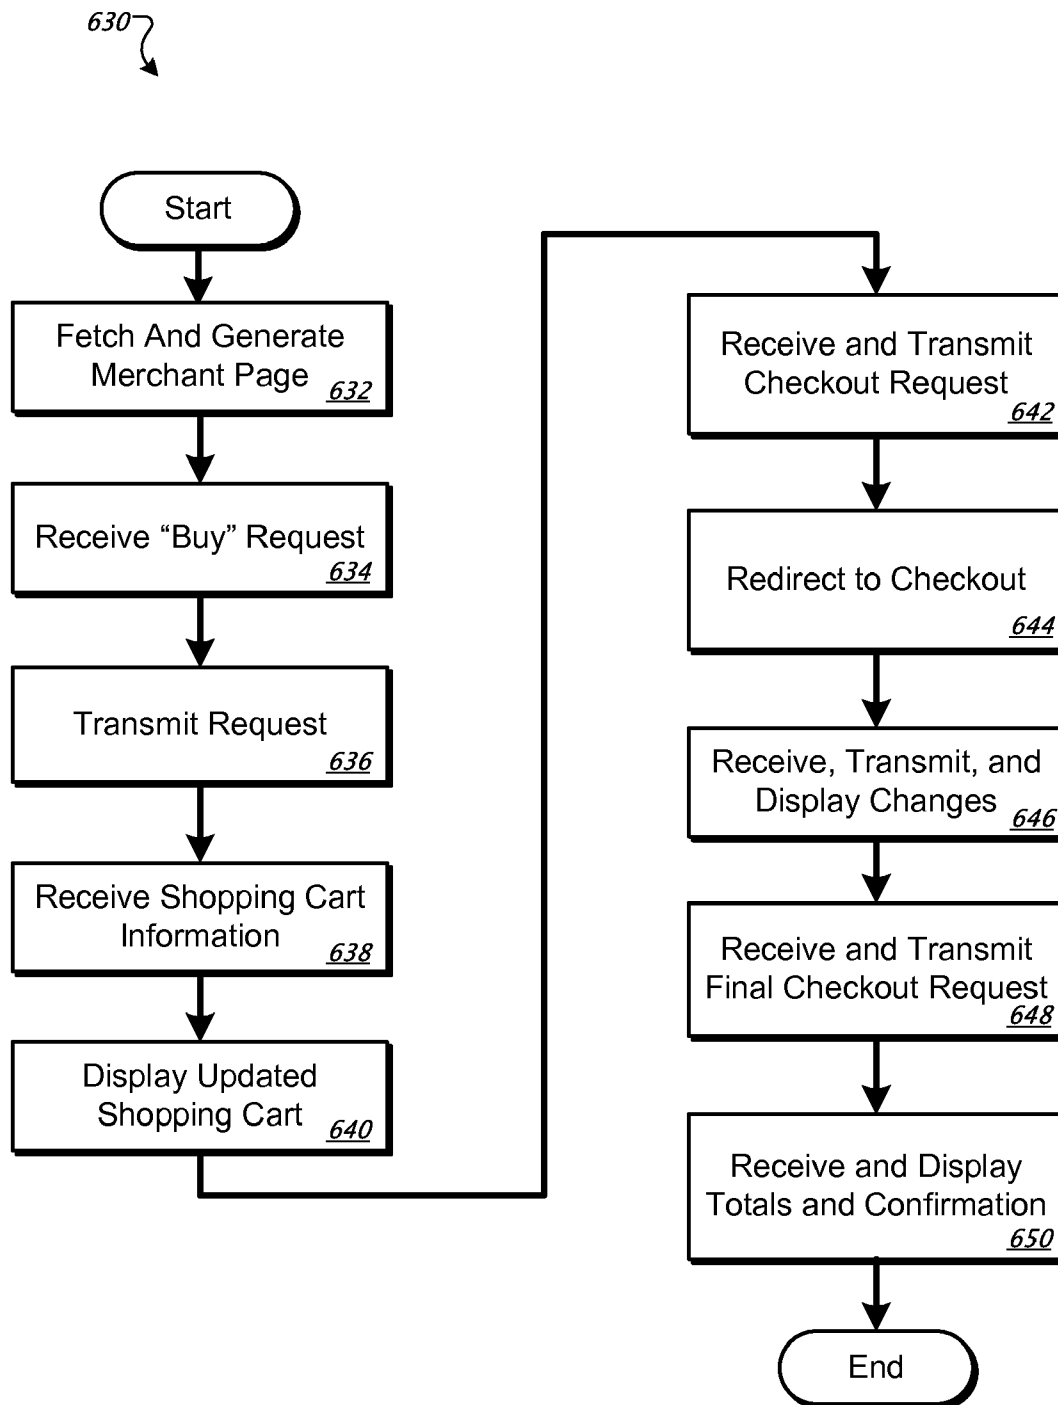 630
Start
Fetch And Generate
Merchant Page
632
Receive “Buy” Request
634
Transmit Request
636
Receive Shopping Cart
Information
638
Display Updated
Shopping Cart
640
Receive and Transmit
Checkout Request
642
Redirect to Checkout
644
Receive, Transmit, and
Display Changes
646
Receive and Transmit
Final Checkout Request
648
Receive and Display
Totals and Confirmation
650
End